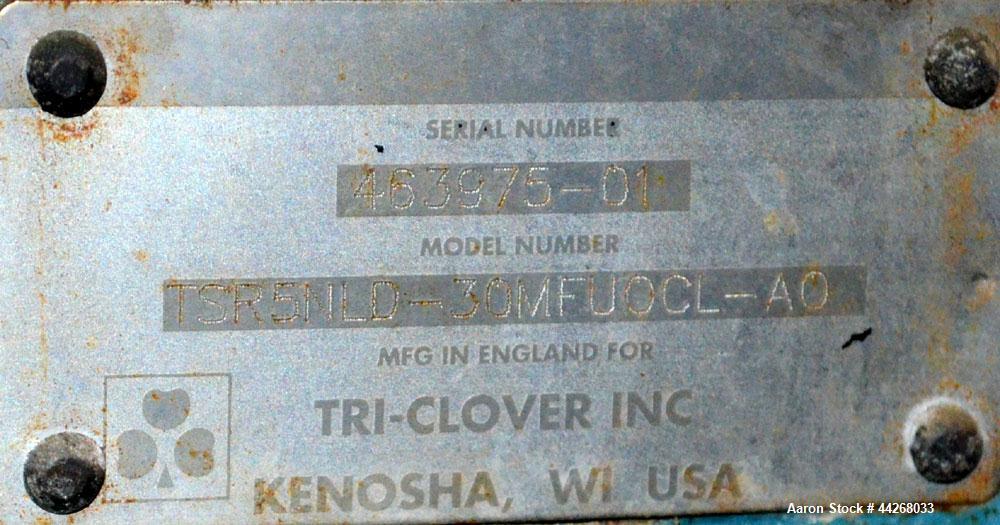 SERIAL NUMBER
463975-01
MODEL NUMBER
TSR5NLD-30MFUOCL-A0
MFG IN ENGLAND FOR
TRI-CLOVER INC
KENOSHA, WI USA
Aaron Stock # 44268033